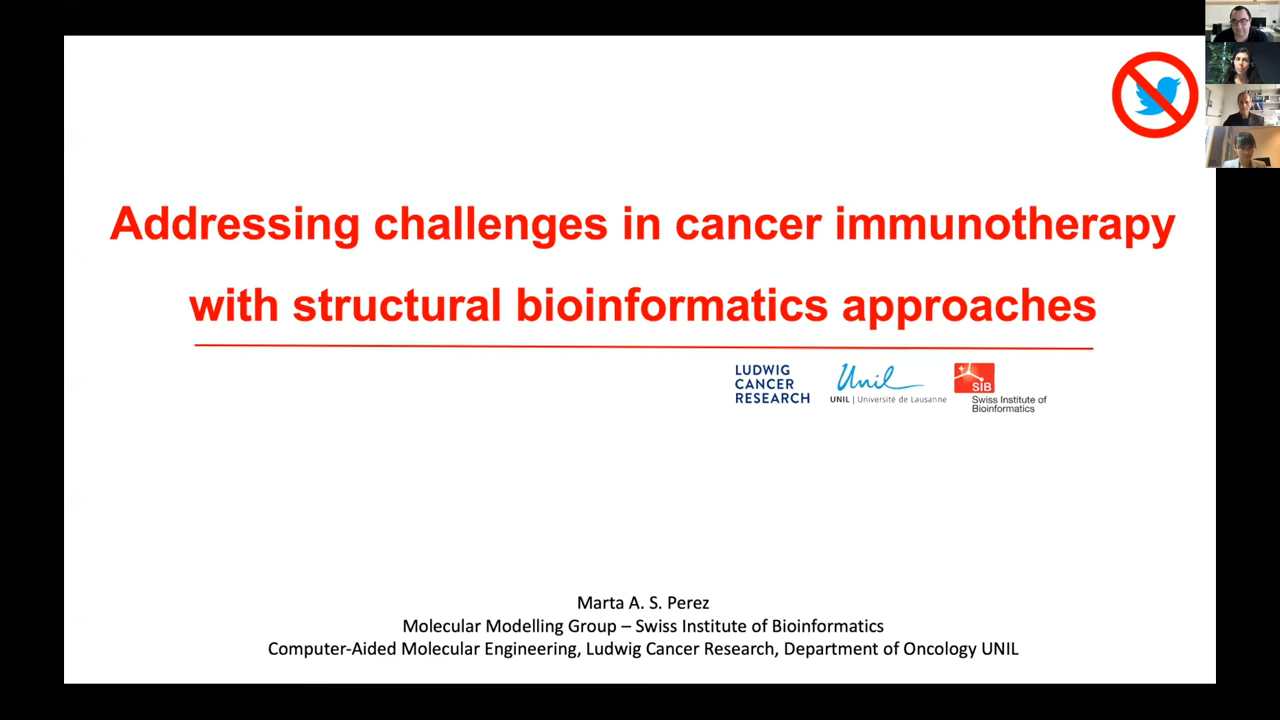 Addressing challenges in cancer immunotherapy
with structural bioinformatics approaches
LUDWIG
CANCER
RESEARCH
Unil
UNIL | Université de Lausanne
SIB
Swiss Institute of
Bioinformatics
Marta A. S. Perez
Molecular Modelling Group – Swiss Institute of Bioinformatics
Computer-Aided Molecular Engineering, Ludwig Cancer Research, Department of Oncology UNIL